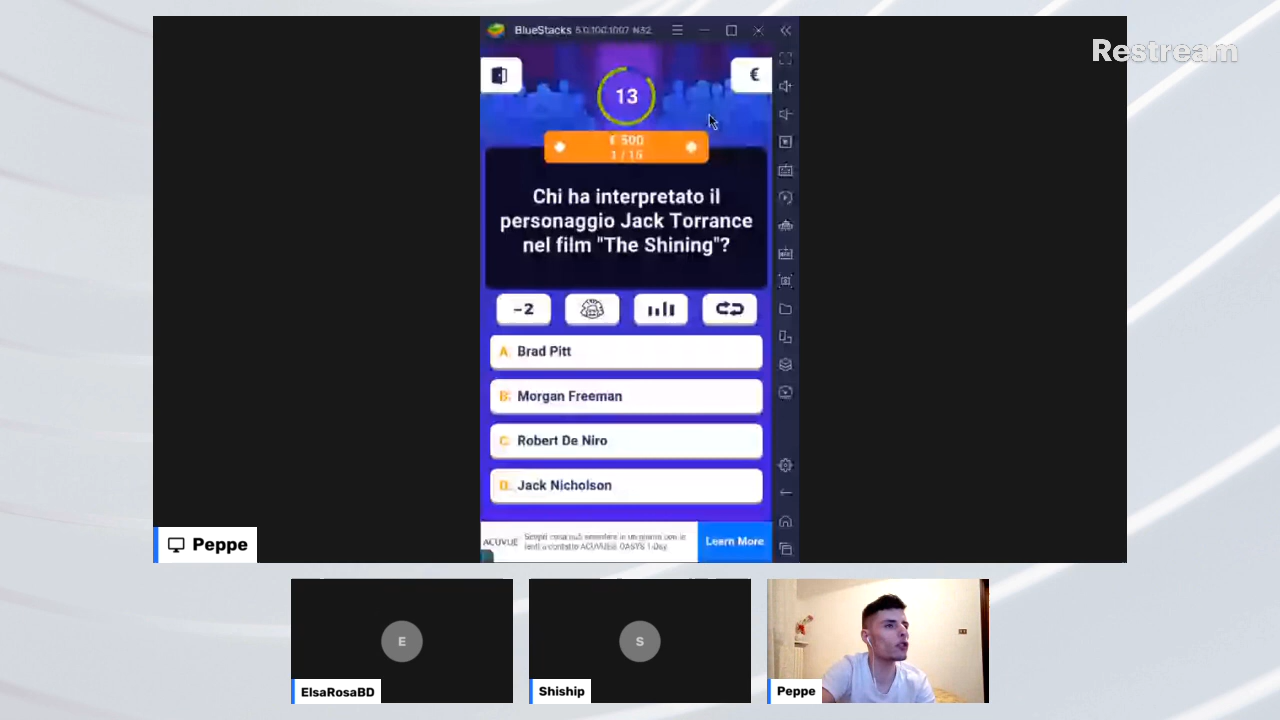 BlueStacks
Restream
13
€ 500
1 / 15
€
Chi ha interpretato il
personaggio Jack Torrance
nel film "The Shining"?
-2
A: Brad Pitt
B: Morgan Freeman
C: Robert De Niro
D: Jack Nicholson
ACUVUE
Learn More
Peppe
E
S
ElsaRosaBD
Shiship
Peppe